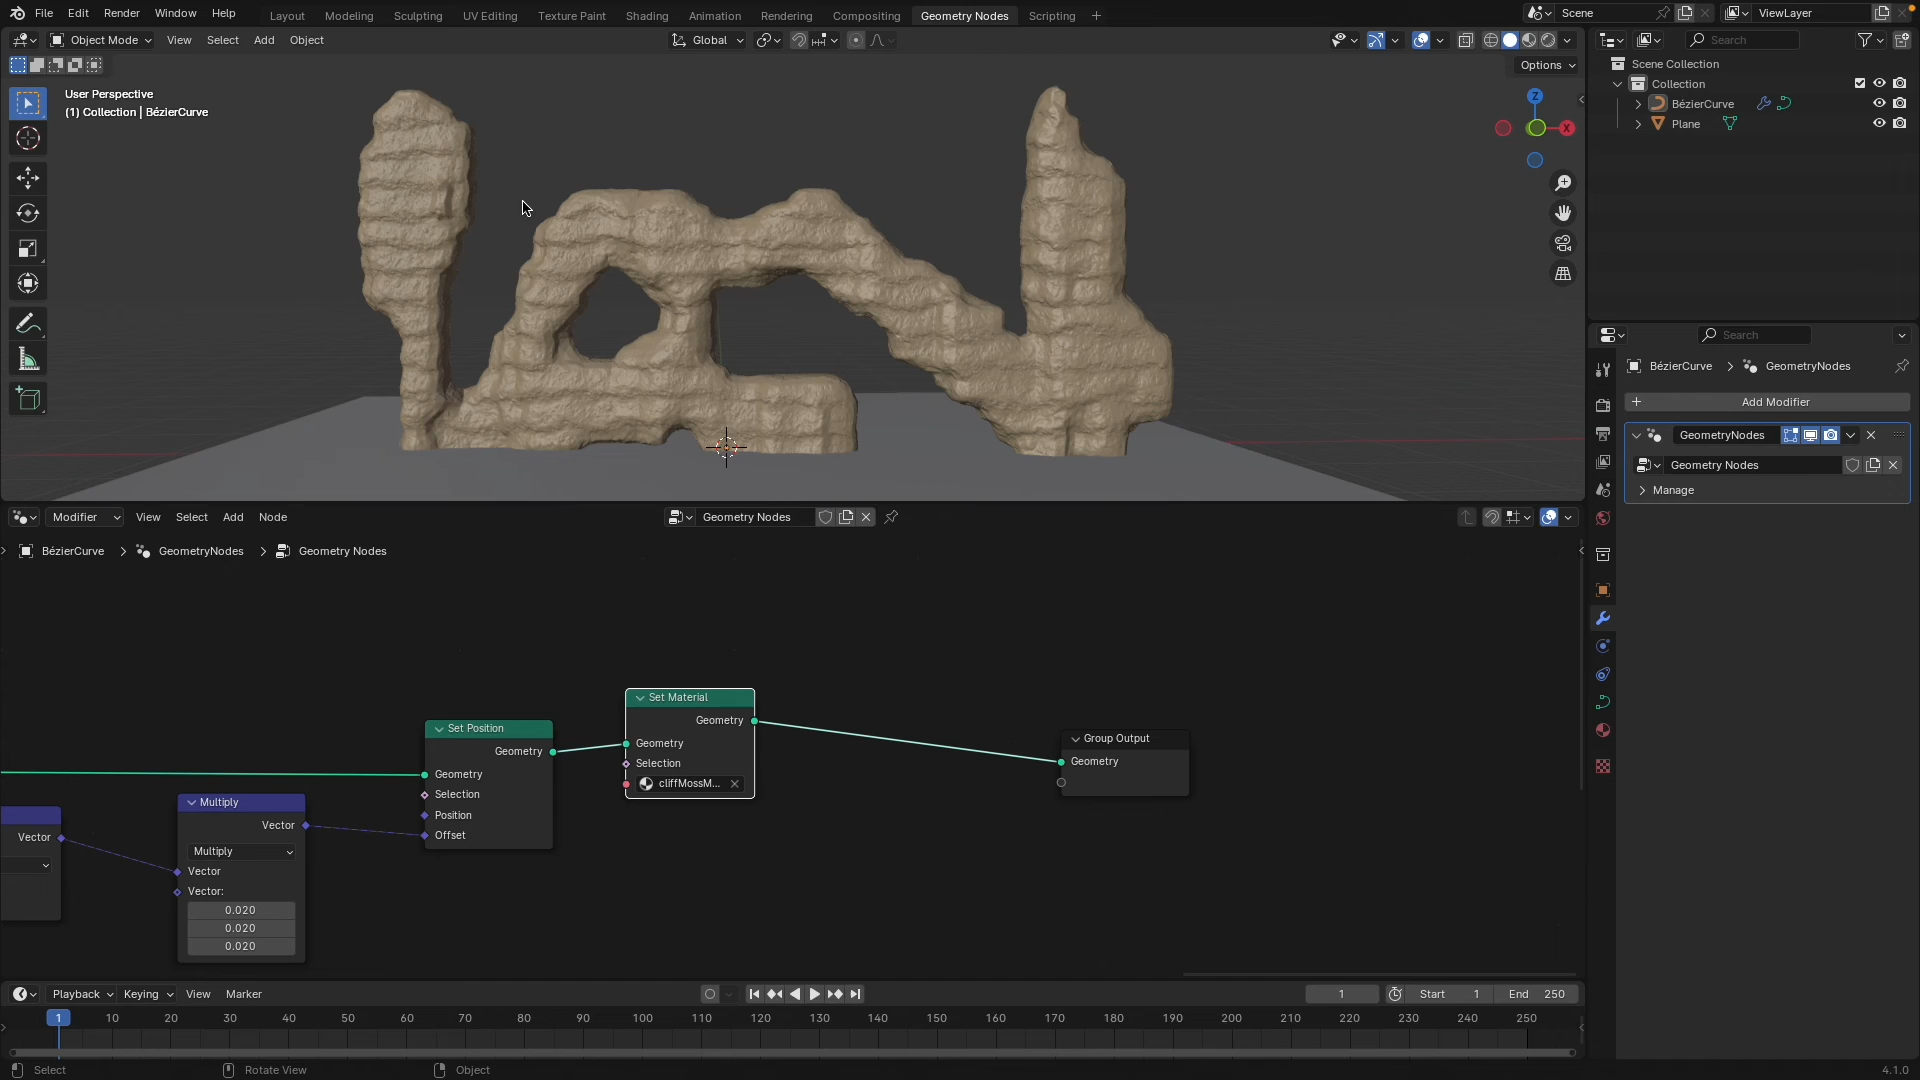 File Edit Render Window Help Layout Modeling Sculpting UV Editing Texture Paint Shading Animation Rendering Compositing Geometry Nodes Scripting + Scene ViewLayer
Object Mode View Select Add Object Global Search
Options
User Perspective
(1) Collection | BézierCurve
Z
X
Scene Collection
Collection
BézierCurve
Plane
Search
BézierCurve > GeometryNodes
+ Add Modifier
GeometryNodes
Geometry Nodes
Manage
Modifier View Select Add Node Geometry Nodes
BézierCurve > GeometryNodes > Geometry Nodes
Vector
Multiply
Vector
Multiply
Vector
Vector:
0.020
0.020
0.020
Set Position
Geometry
Geometry
Selection
Position
Offset
Set Material
Geometry
Geometry
Selection
cliffMossM...
Group Output
Geometry
Playback Keying View Marker 1 Start 1 End 250
1 10 20 30 40 50 60 70 80 90 100 110 120 130 140 150 160 170 180 190 200 210 220 230 240 250
Select Rotate View Object 4.1.0